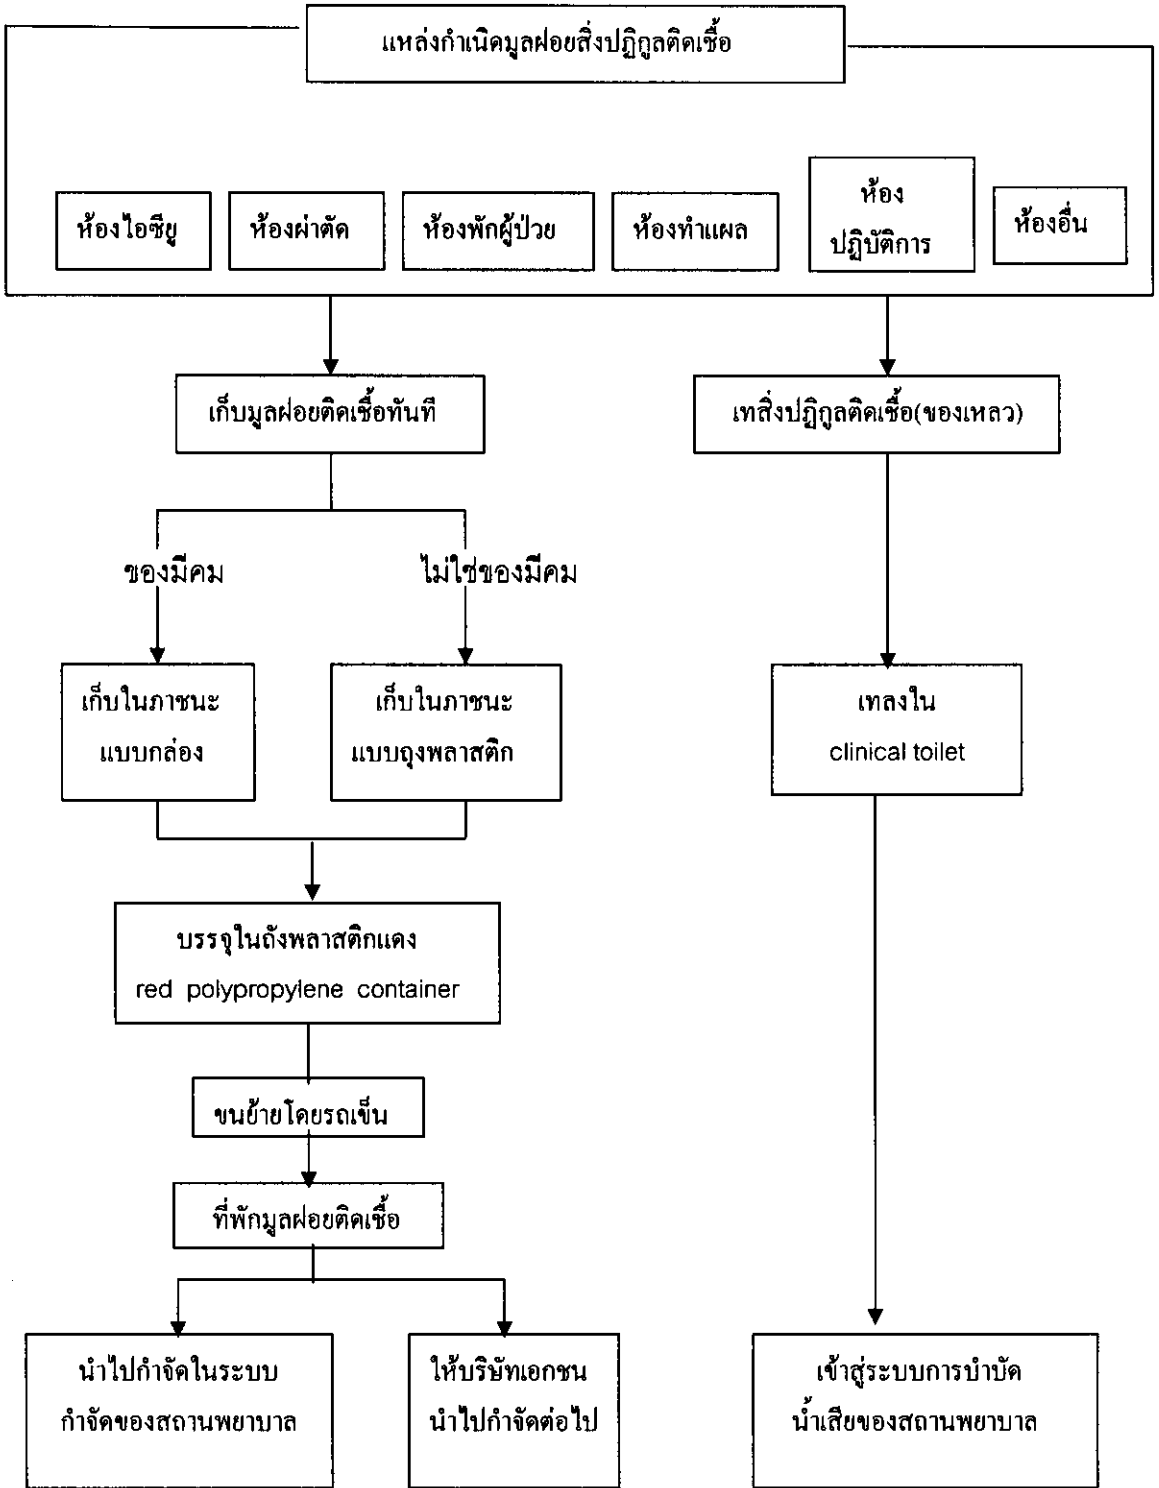 แหล่งกำเนิดมูลฝอยสิ่งปฏิกูลติดเชื้อ
ห้องไอซียู
ห้องผ่าตัด
ห้องพักผู้ป่วย
ห้องทำแผล
ห้อง
ปฏิบัติการ
ห้องอื่น
เก็บมูลฝอยติดเชื้อทันที
เทสิ่งปฏิกูลติดเชื้อ(ของเหลว)
ของมีคม
ไม่ใช่ของมีคม
เก็บในภาชนะ
แบบกล่อง
เก็บในภาชนะ
แบบถุงพลาสติก
เทลงใน
clinical toilet
บรรจุในถังพลาสติกแดง
red polypropylene container
ขนย้ายโดยรถเข็น
ที่พักมูลฝอยติดเชื้อ
นำไปกำจัดในระบบ
กำจัดของสถานพยาบาล
ให้บริษัทเอกชน
นำไปกำจัดต่อไป
เข้าสู่ระบบการบำบัด
น้ำเสียของสถานพยาบาล